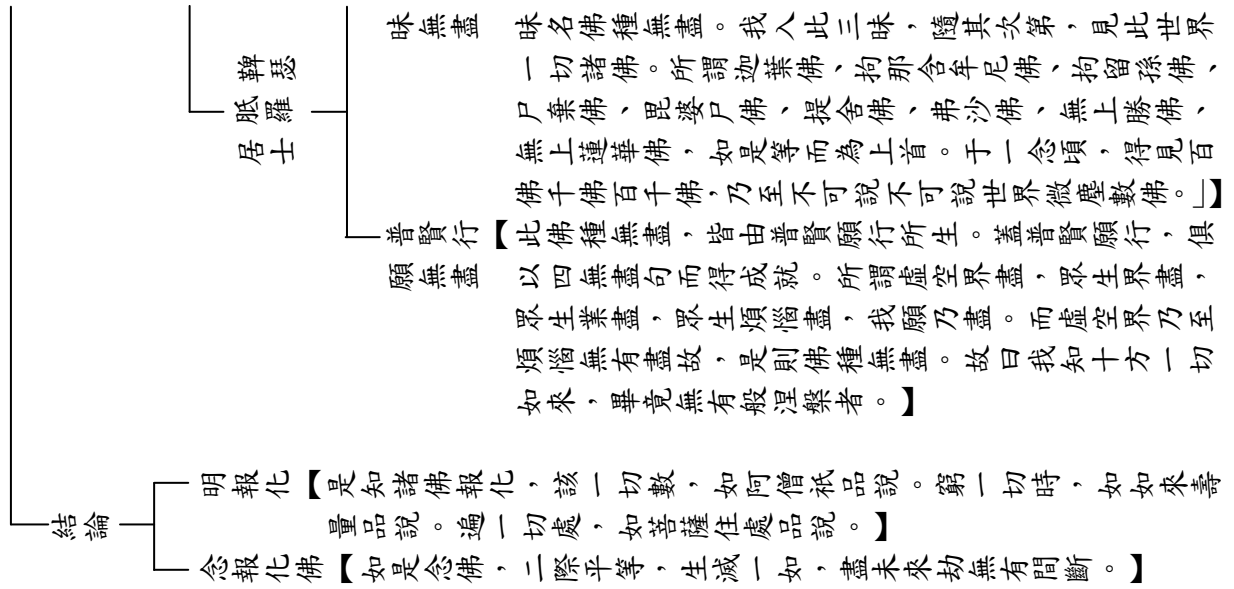 昧無盡 昧名佛種無盡。我入此三昧，隨其次第，見此世界
鞞瑟 一切諸佛。所謂迦葉佛、拘那含牟尼佛、拘留孫佛、
胝羅 尸棄佛、毘婆尸佛、提舍佛、弗沙佛、無上勝佛、
居士 無上蓮華佛，如是等而為上首。于一念頃，得見百
佛千佛百千佛，乃至不可說不可說世界微塵數佛。」】
普賢行【此佛種無盡，皆由普賢願行所生。蓋普賢願行，俱
願無盡 以四無盡句而得成就。所謂虛空界盡，眾生界盡，
眾生業盡，眾生煩惱盡，我願乃盡。而虛空界乃至
煩惱無有盡故，是則佛種無盡。故曰我知十方一切
如來，畢竟無有般涅槃者。】
明報化【是知諸佛報化，該一切數，如阿僧祇品說。窮一切時，如如來壽
結論 量品說。遍一切處，如菩薩住處品說。】
念報化佛【如是念佛，二際平等，生滅一如，盡未來劫無有間斷。】